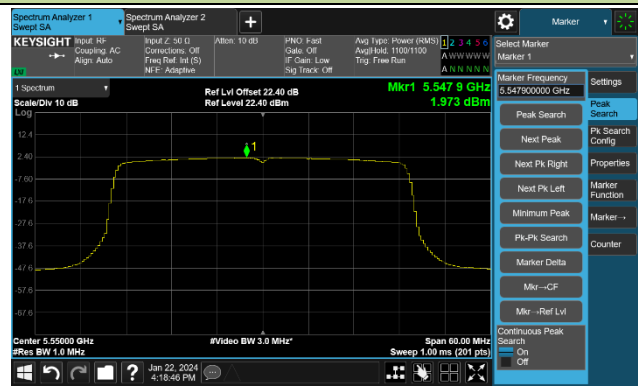 Spectrum Analyzer 1
Swept SA
Spectrum Analyzer 2
Swept SA
+
Marker
KEYSIGHT
Input: RF
Coupling: AC
Align: Auto
Input Z: 50 Ω
Corrections: Off
Freq Ref: Int (S)
NFE: Adaptive
Atten: 10 dB
PNO: Fast
Gate: Off
IF Gain: Low
Sig Track: Off
Avg Type: Power (RMS)
Avg|Hold: 1100/1100
Trig: Free Run
1 2 3 4 5 6
A W W W W W
A N N N N N
LXI
Select Marker
Marker 1
1 Spectrum
Scale/Div 10 dB
Log
Ref Lvl Offset 22.40 dB
Ref Level 22.40 dBm
Mkr1 5.547 9 GHz
1.973 dBm
12.4
2.40
-7.60
-17.6
-27.6
-37.6
-47.6
-57.6
-67.6
1
Center 5.55000 GHz
#Res BW 1.0 MHz
#Video BW 3.0 MHz*
Span 60.00 MHz
Sweep 1.00 ms (201 pts)
Marker Frequency
5.547900000 GHz
Peak Search
Next Peak
Next Pk Right
Next Pk Left
Minimum Peak
Pk-Pk Search
Marker Delta
Mkr→CF
Mkr→Ref Lvl
Continuous Peak
Search
On
Off
Settings
Peak
Search
Pk Search
Config
Properties
Marker
Function
Marker→
Counter
?
Jan 22, 2024
4:18:46 PM